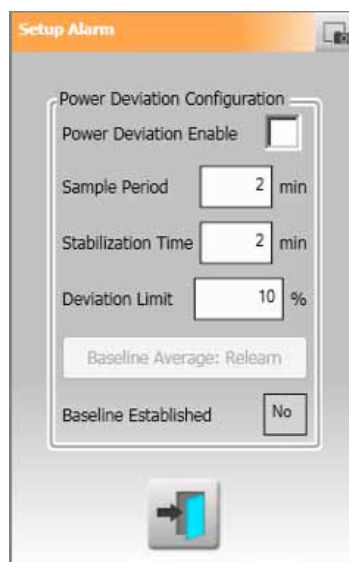 Setup Alarm
Power Deviation Configuration
Power Deviation Enable
Sample Period 2 min
Stabilization Time 2 min
Deviation Limit 10 %
Baseline Average: Relearn
Baseline Established No